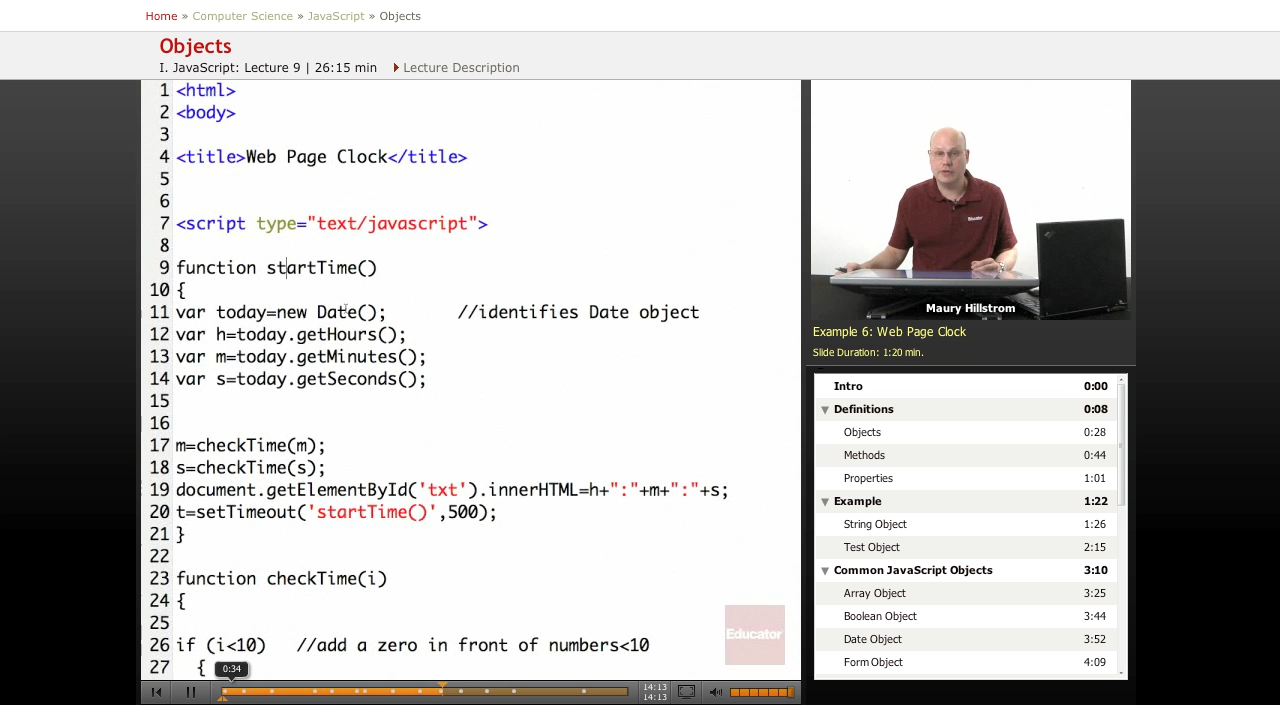 Home » Computer Science » JavaScript » Objects
Objects
I. JavaScript: Lecture 9 | 26:15 min Lecture Description
1 <html>
2 <body>
3
4 <title>Web Page Clock</title>
5
6
7 <script type="text/javascript">
8
9 function startTime()
10 {
11 var today=new Date(); //identifies Date object
12 var h=today.getHours();
13 var m=today.getMinutes();
14 var s=today.getSeconds();
15
16
17 m=checkTime(m);
18 s=checkTime(s);
19 document.getElementById('txt').innerHTML=h+":"+m+":"+s;
20 t=setTimeout('startTime()',500);
21 }
22
23 function checkTime(i)
24 {
25
26 if (i<10) //add a zero in front of numbers<10
27 {
Educator
0:34
14:13
14:13
Educator
Maury Hillstrom
Example 6: Web Page Clock
Slide Duration: 1:20 min.
Intro 0:00
Definitions 0:08
Objects 0:28
Methods 0:44
Properties 1:01
Example 1:22
String Object 1:26
Test Object 2:15
Common JavaScript Objects 3:10
Array Object 3:25
Boolean Object 3:44
Date Object 3:52
Form Object 4:09